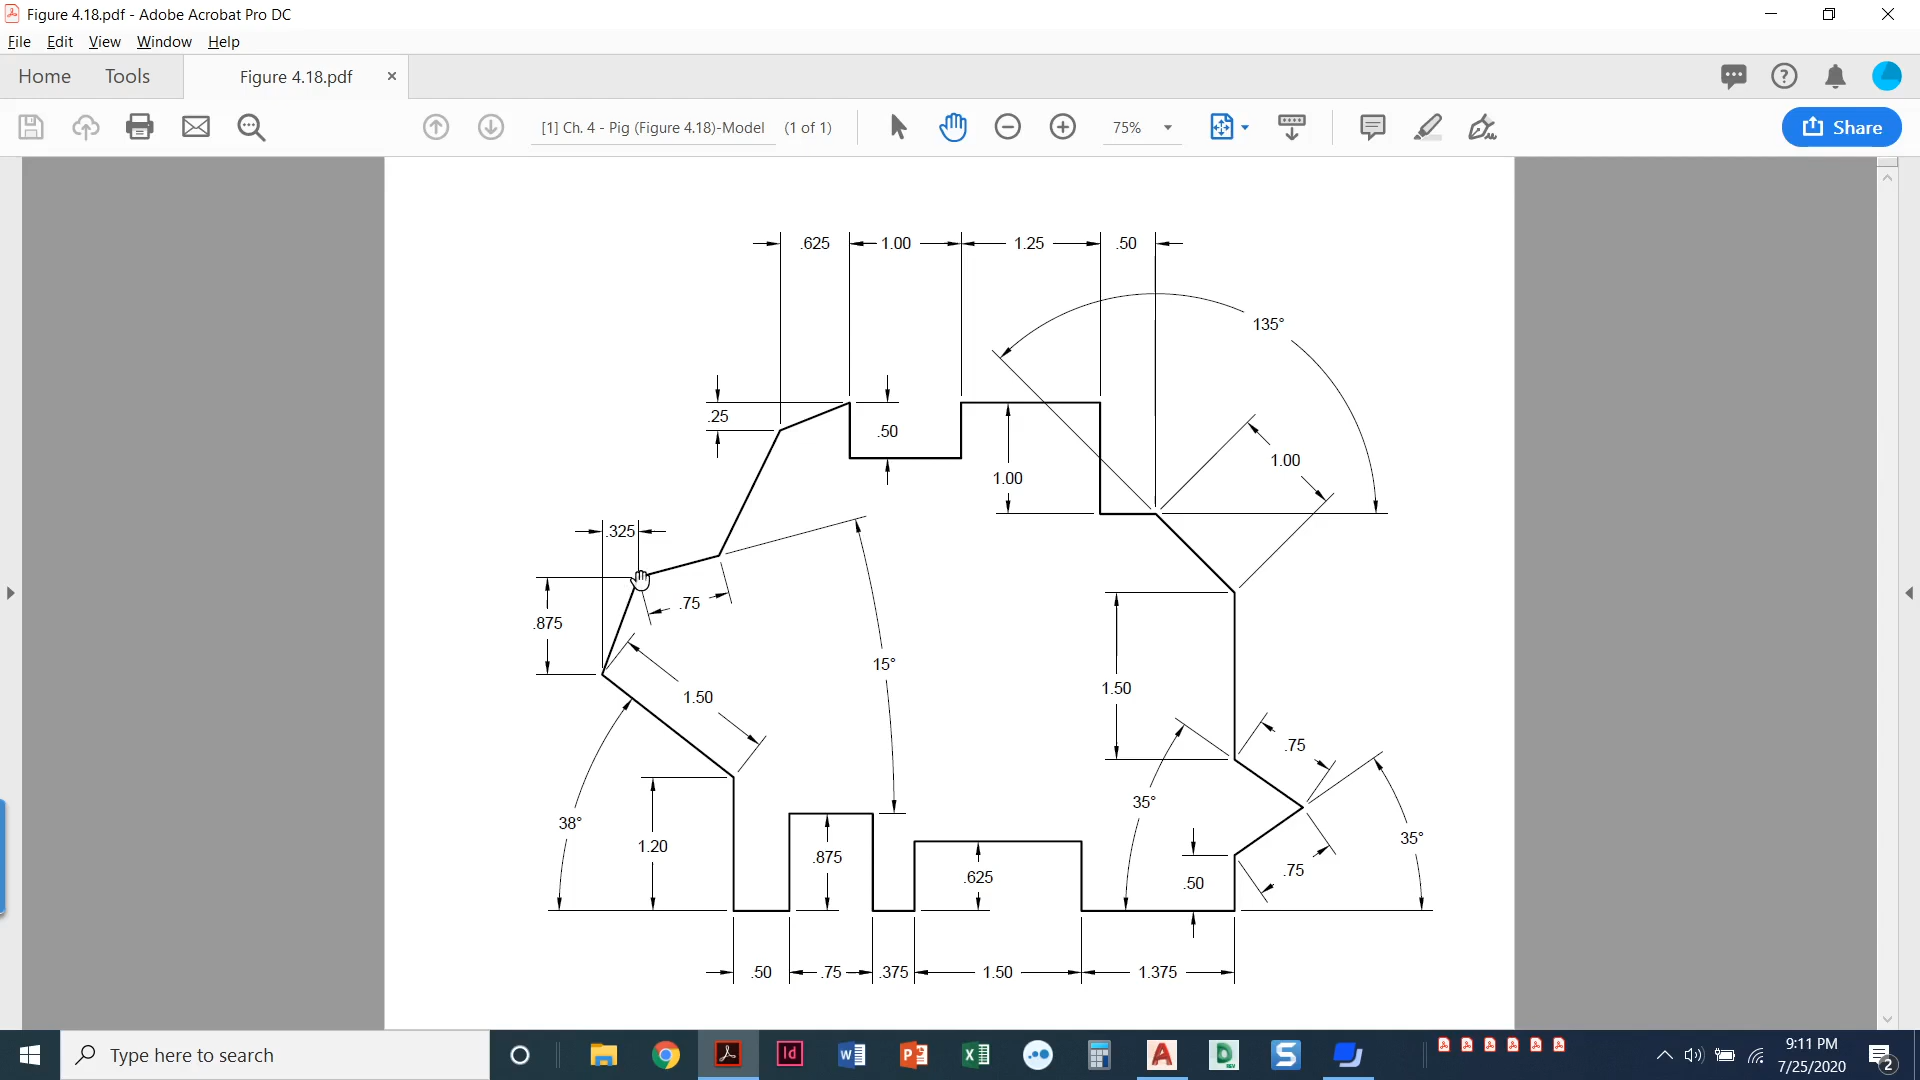 Figure 4.18.pdf - Adobe Acrobat Pro DC
File Edit View Window Help
Home Tools Figure 4.18.pdf ×
[1] Ch. 4 - Pig (Figure 4.18)-Model (1 of 1) 75% Share
.625 1.00 1.25 .50
135°
.25
.50
1.00
1.00
.325
.75
.875
15°
1.50
1.50
.75
35°
38°
35°
1.20
.875
.625
.50
.75
.50 .75 .375 1.50 1.375
Type here to search
9:11 PM
7/25/2020
2